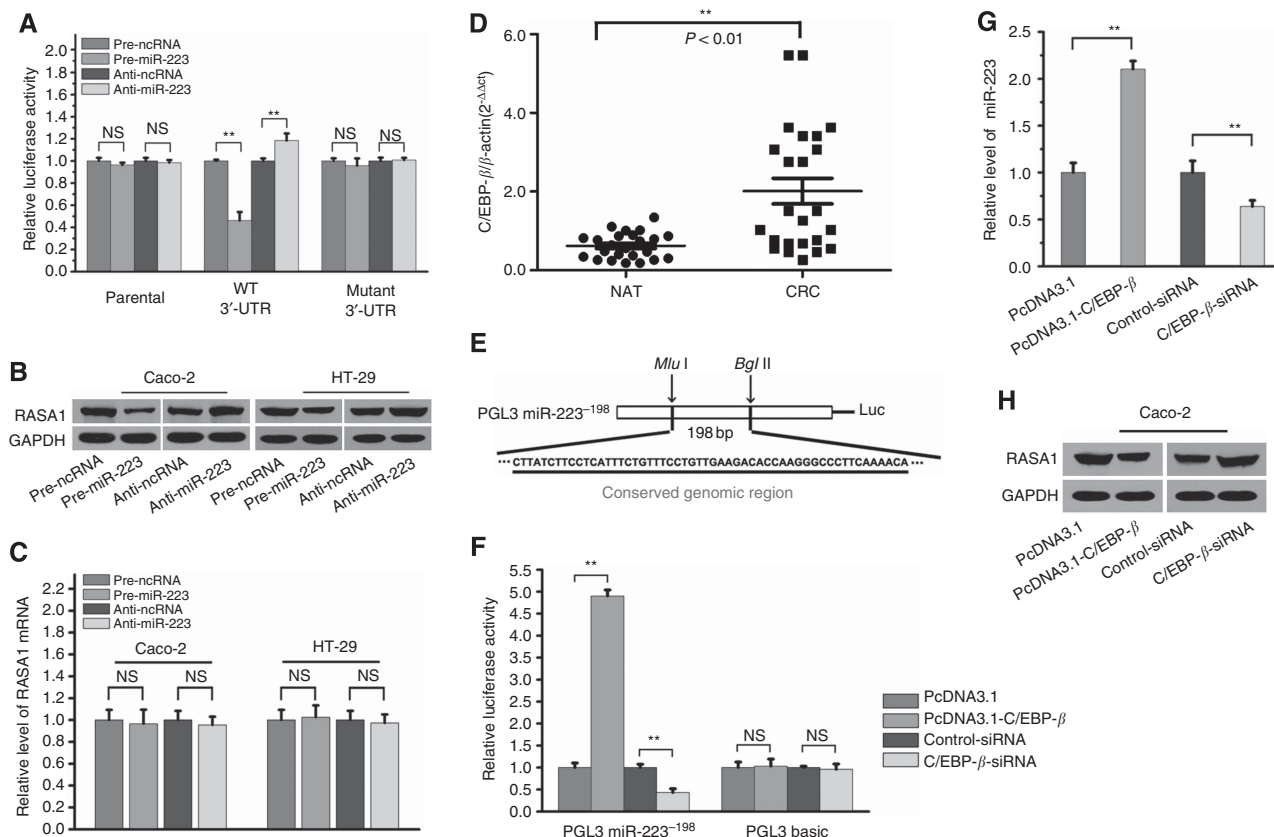 A
Relative luciferase activity
2.0
1.8
1.6
1.4
1.2
1.0
0.8
0.6
0.4
0.2
0.0
Pre-ncRNA
Pre-miR-223
Anti-ncRNA
Anti-miR-223
NS
NS
**
**
NS
NS
Parental
WT
3′-UTR
Mutant
3′-UTR
B
Caco-2
HT-29
RASA1
GAPDH
Pre-ncRNA
Pre-miR-223
Anti-ncRNA
Anti-miR-223
Pre-ncRNA
Pre-miR-223
Anti-ncRNA
Anti-miR-223
C
Relative level of RASA1 mRNA
2.2
2.0
1.8
1.6
1.4
1.2
1.0
0.8
0.6
0.4
0.2
0.0
Pre-ncRNA
Pre-miR-223
Anti-ncRNA
Anti-miR-223
Caco-2
HT-29
NS
NS
NS
NS
D
C/EBP-β/β-actin(2-ΔΔct)
6.0
4.0
2.0
0.0
**
P < 0.01
NAT
CRC
E
Mlu I
Bgl II
PGL3 miR-223–198
Luc
198 bp
···CTTATCTTCCTCATTTCTGTTTCCTGTTGAAGACACCAAGGGCCCTTCAAAACA···
Conserved genomic region
F
Relative luciferase activity
5.5
5.0
4.5
4.0
3.5
3.0
2.5
2.0
1.5
1.0
0.5
0.0
**
**
NS
NS
PGL3 miR-223–198
PGL3 basic
PcDNA3.1
PcDNA3.1-C/EBP-β
Control-siRNA
C/EBP-β-siRNA
G
Relative level of miR-223
2.5
2.0
1.5
1.0
0.5
0.0
**
**
PcDNA3.1
PcDNA3.1-C/EBP-β
Control-siRNA
C/EBP-β-siRNA
H
Caco-2
RASA1
GAPDH
PcDNA3.1
PcDNA3.1-C/EBP-β
Control-siRNA
C/EBP-β-siRNA